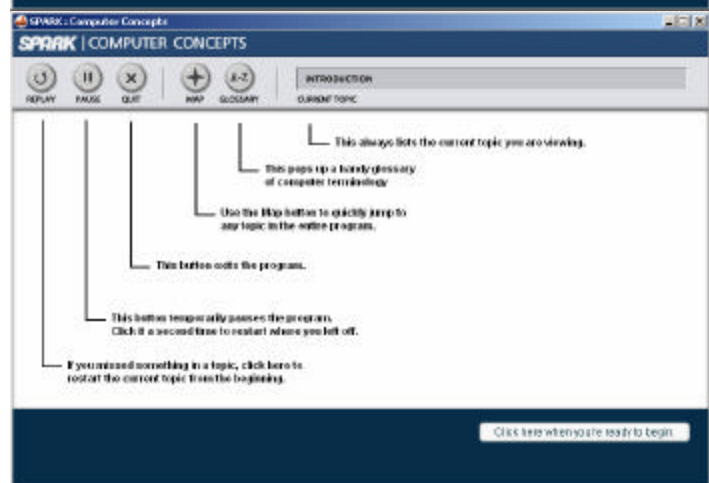 SPARK : Computer Concepts
SPARK | COMPUTER CONCEPTS
INTRODUCTION
REPLAY PAUSE QUIT MAP A-Z GLOSSARY CURRENT TOPIC
This always lists the current topic you are viewing.
This pops up a handy glossary
of computer terminology
Use the Map button to quickly jump to
any topic in the entire program.
This button exits the program.
This button temporarily pauses the program.
Click it a second time to restart where you left off.
If you missed something in a topic, click here to
restart the current topic from the beginning.
Click here when you're ready to begin.